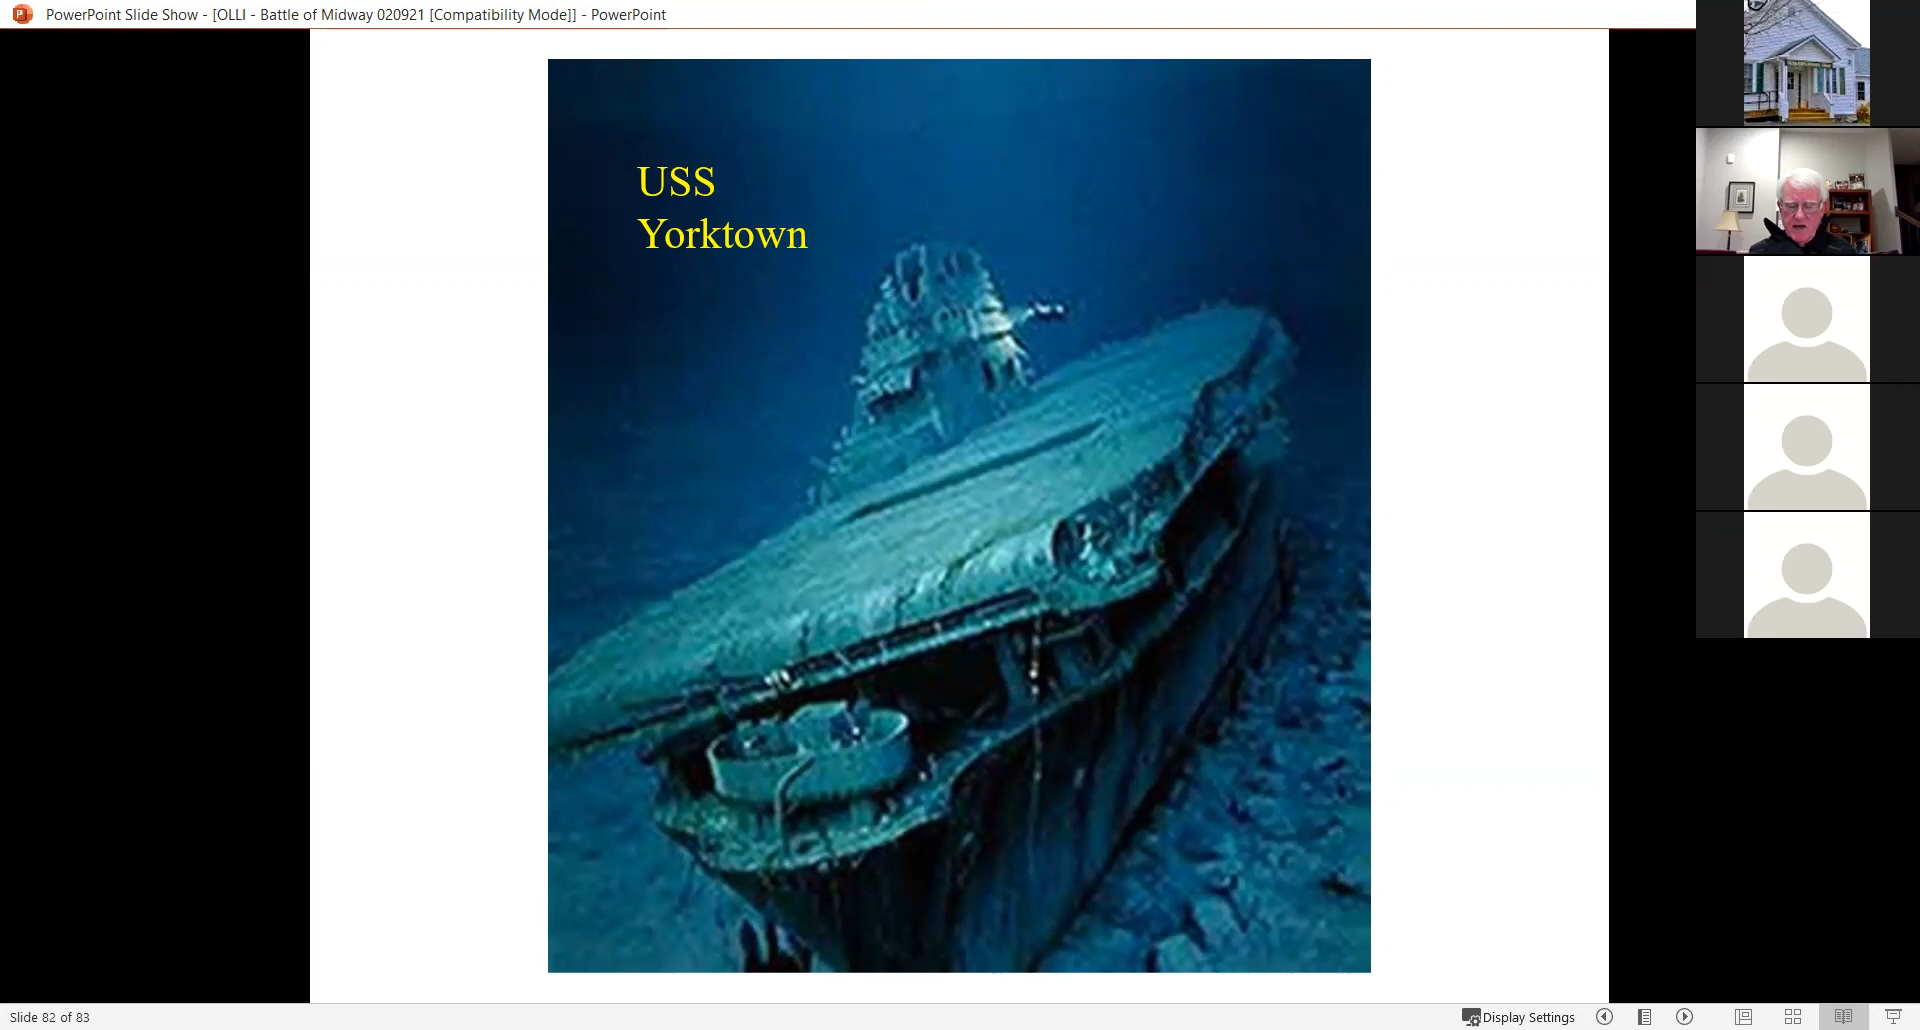 PowerPoint Slide Show - [OLLI - Battle of Midway 020921 [Compatibility Mode]] - PowerPoint
USS
Yorktown
Slide 82 of 83
Display Settings